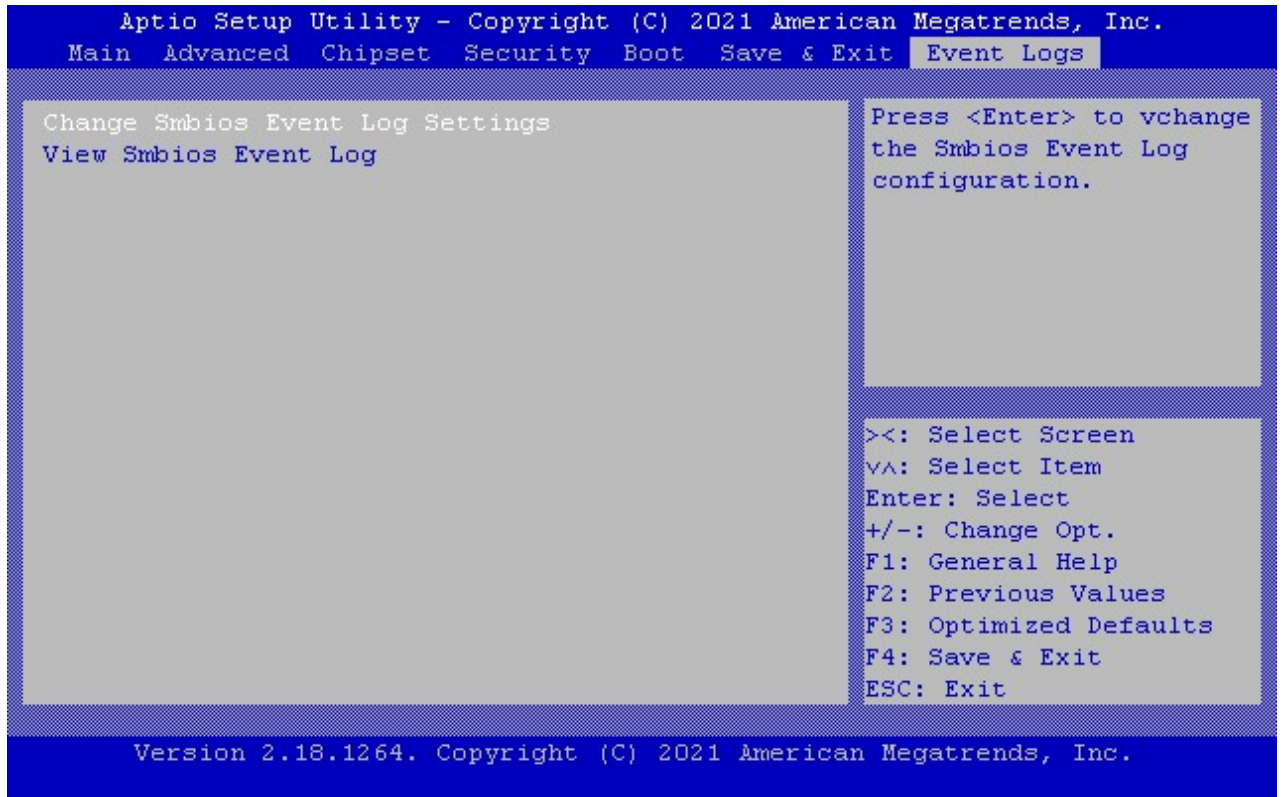 Aptio Setup Utility – Copyright (C) 2021 American Megatrends, Inc.
Main Advanced Chipset Security Boot Save & Exit Event Logs
Change Smbios Event Log Settings
View Smbios Event Log
Press <Enter> to vchange
the Smbios Event Log
configuration.
><: Select Screen
v^: Select Item
Enter: Select
+/-: Change Opt.
F1: General Help
F2: Previous Values
F3: Optimized Defaults
F4: Save & Exit
ESC: Exit
Version 2.18.1264. Copyright (C) 2021 American Megatrends, Inc.